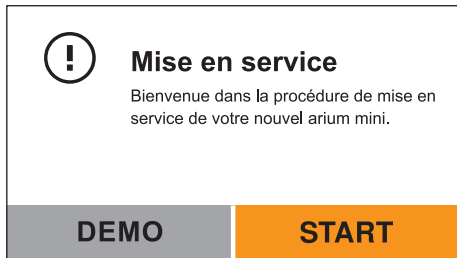 Mise en service
Bienvenue dans la procédure de mise en
service de votre nouvel arium mini.
DEMO
START